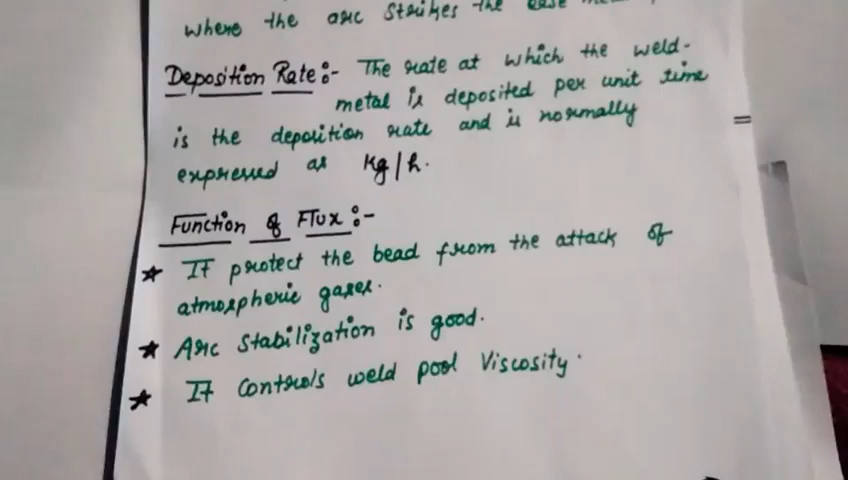 where the arc strikes the base
Deposition Rate:- The rate at which the weld-
metal is deposited per unit time
is the deposition rate and is normally
expressed as kg/h.
Function of Flux:-
★ It protect the bead from the attack of
atmospheric gases.
★ Arc Stabilization is good.
★ It Controls weld pool Viscosity.